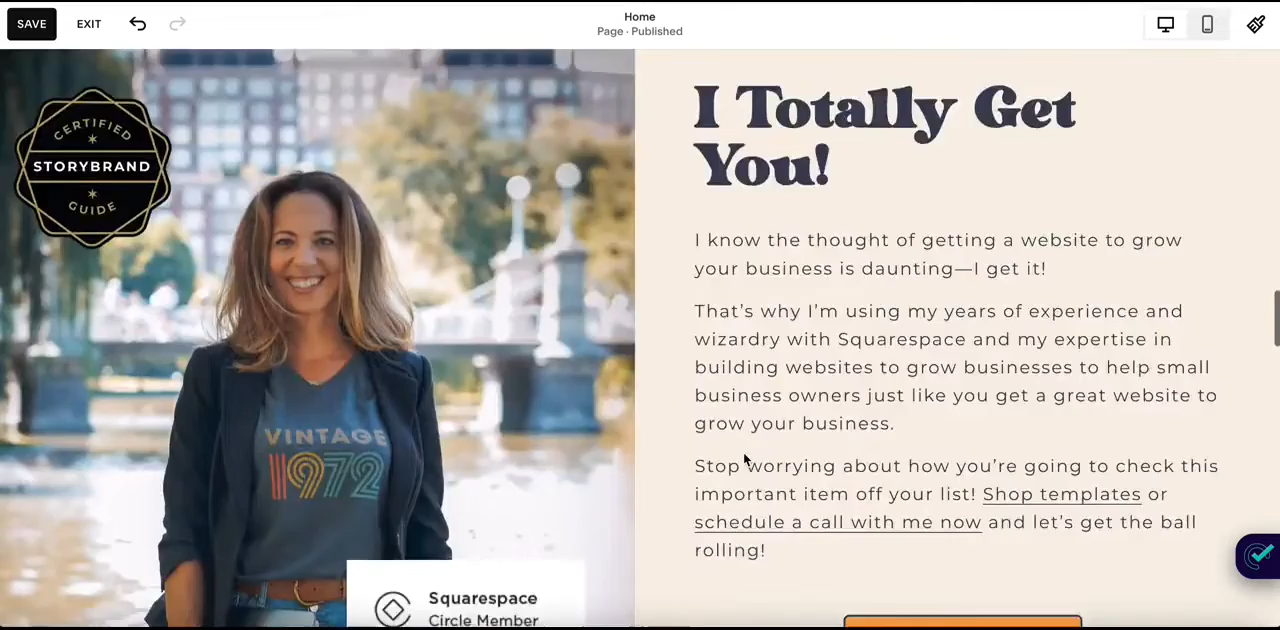 SAVE
EXIT
Home
Page · Published
CERTIFIED
STORYBRAND
GUIDE
VINTAGE
1972
Squarespace
Circle Member
I Totally Get
You!
I know the thought of getting a website to grow
your business is daunting—I get it!
That’s why I’m using my years of experience and
wizardry with Squarespace and my expertise in
building websites to grow businesses to help small
business owners just like you get a great website to
grow your business.
Stop worrying about how you’re going to check this
important item off your list! Shop templates or
schedule a call with me now and let’s get the ball
rolling!